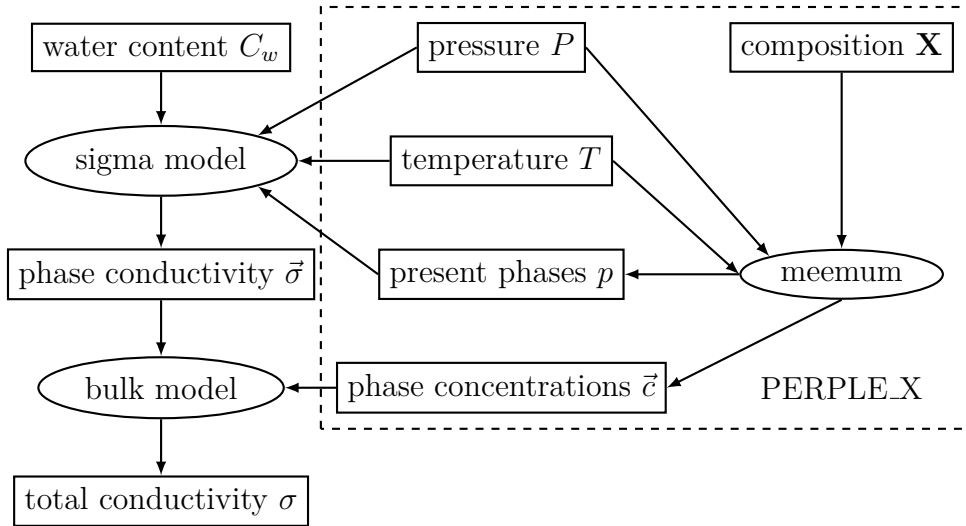 water content C_w
pressure P
composition X
sigma model
temperature T
phase conductivity σ⃗
present phases p
meemum
bulk model
phase concentrations c⃗
PERPLE_X
total conductivity σ